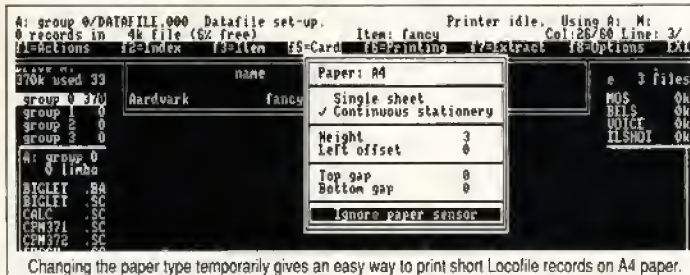 A: group 0/DATAFILE.000 Datafile set-up. Printer idle. Using A: M:
0 records in 4k file (6% free) Item: fancy Col:26/60 Line: 3/
f1=Actions f2=Index f3=Item f5=Card f6=Printing f7=Extract f8=Options EXI
370k used 33 name Paper: A4 e 3 files
group 0 370 Aardvark fancy Single sheet MOS 0k
group 1 0 ✓ Continuous stationery BELS 0k
group 2 0 VOICE 0k
group 3 0 Height 3 ILSHOT 0k
Left offset 0
A: group 0
0 limbo Top gap 0
BIGLET .BA Bottom gap 0
BIGLET .SC
CALC .SC Ignore paper sensor
CPM371 .SC
CPM372 .SC
Changing the paper type temporarily gives an easy way to print short Locofile records on A4 paper.